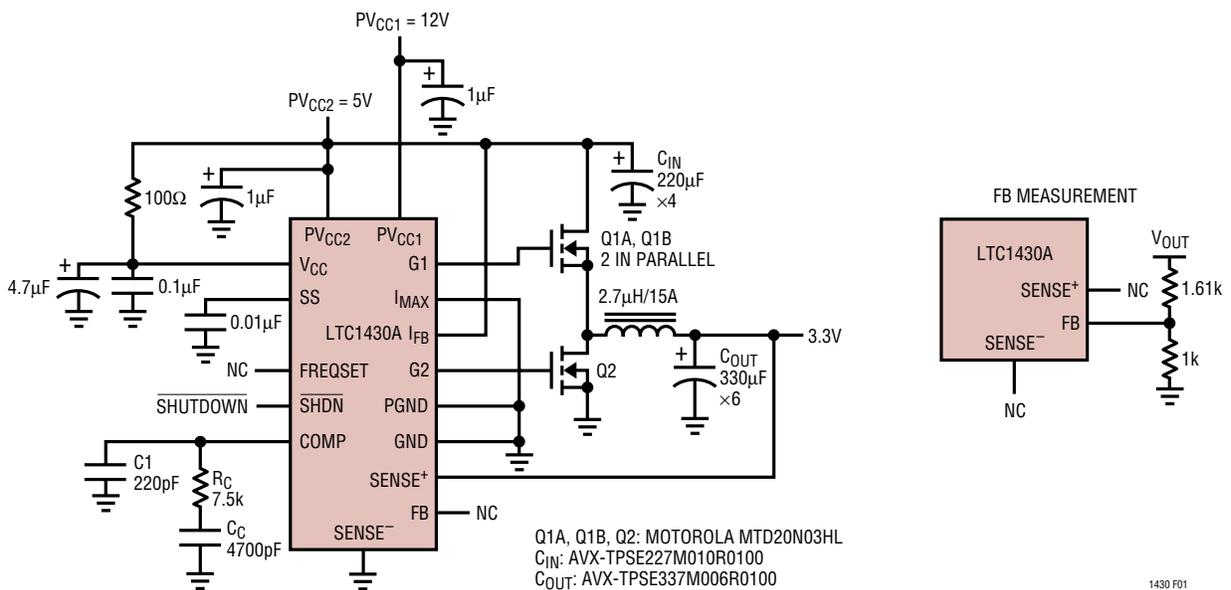 PVCC1 = 12V
1µF
PVCC2 = 5V
100Ω
1µF
CIN
220µF
×4
PVCC2 PVCC1
VCC
G1
Q1A, Q1B
2 IN PARALLEL
4.7µF
0.1µF
SS
IMAX
2.7µH/15A
0.01µF
LTC1430A IFB
3.3V
NC
FREQSET
G2
Q2
COUT
330µF
×6
SHUTDOWN
SHDN
PGND
COMP
GND
C1
220pF
RC
7.5k
SENSE+
CC
4700pF
FB
NC
SENSE–
Q1A, Q1B, Q2: MOTOROLA MTD20N03HL
CIN: AVX-TPSE227M010R0100
COUT: AVX-TPSE337M006R0100
FB MEASUREMENT
LTC1430A
VOUT
SENSE+
NC
1.61k
FB
SENSE–
1k
NC
1430 F01